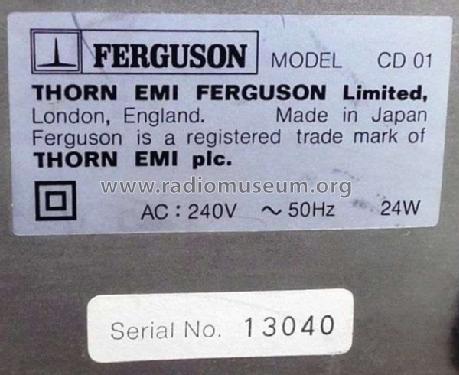 FERGUSON MODEL CD 01
THORN EMI FERGUSON Limited,
London, England. Made in Japan
Ferguson is a registered trade mark of
THORN EMI plc.
www.radiomuseum.org
AC : 240V ~ 50Hz 24W
Serial No. 13040